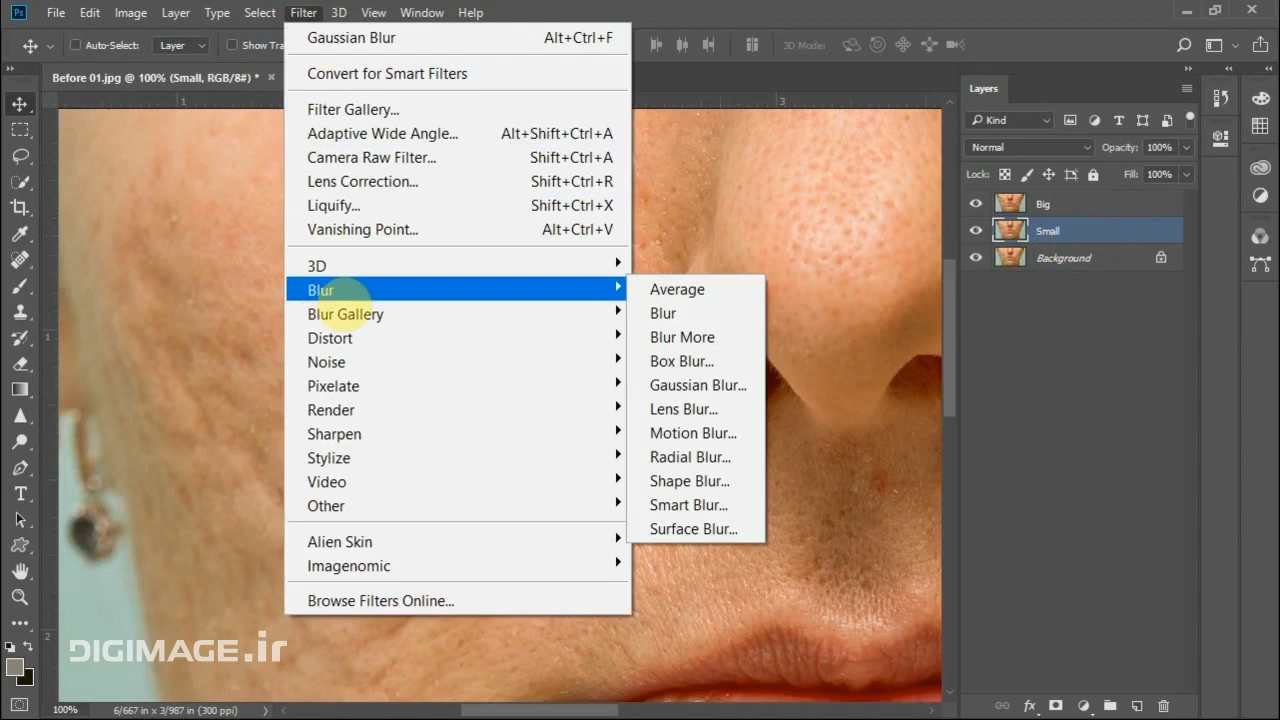 Ps File Edit Image Layer Type Select Filter 3D View Window Help
Auto-Select: Layer Show Tra
3D Mode:
Before 01.jpg @ 100% (Small, RGB/8#) * ×
1
3
1
2
Gaussian Blur Alt+Ctrl+F
Convert for Smart Filters
Filter Gallery...
Adaptive Wide Angle... Alt+Shift+Ctrl+A
Camera Raw Filter... Shift+Ctrl+A
Lens Correction... Shift+Ctrl+R
Liquify... Shift+Ctrl+X
Vanishing Point... Alt+Ctrl+V
3D
Blur
Blur Gallery
Distort
Noise
Pixelate
Render
Sharpen
Stylize
Video
Other
Alien Skin
Imagenomic
Browse Filters Online...
Average
Blur
Blur More
Box Blur...
Gaussian Blur...
Lens Blur...
Motion Blur...
Radial Blur...
Shape Blur...
Smart Blur...
Surface Blur...
Layers
Kind
Normal Opacity: 100%
Lock: Fill: 100%
Big
Small
Background
fx
DIGIMAGE.ir
100% 6/667 in x 3/987 in (300 ppi)